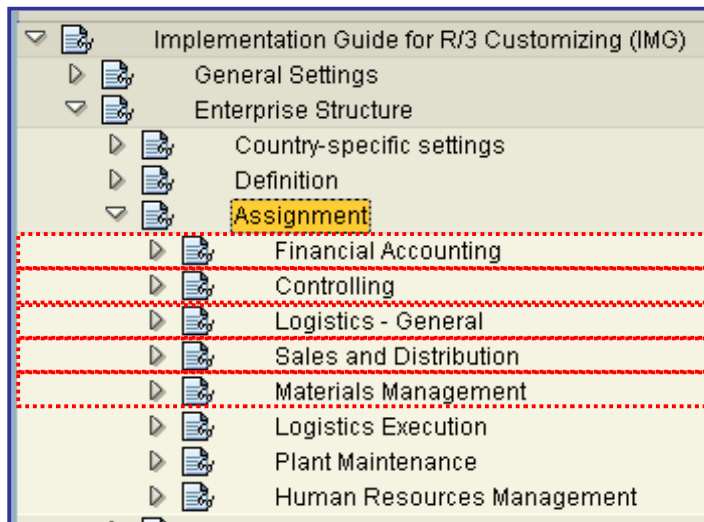 Implementation Guide for R/3 Customizing (IMG)
General Settings
Enterprise Structure
Country-specific settings
Definition
Assignment
Financial Accounting
Controlling
Logistics - General
Sales and Distribution
Materials Management
Logistics Execution
Plant Maintenance
Human Resources Management